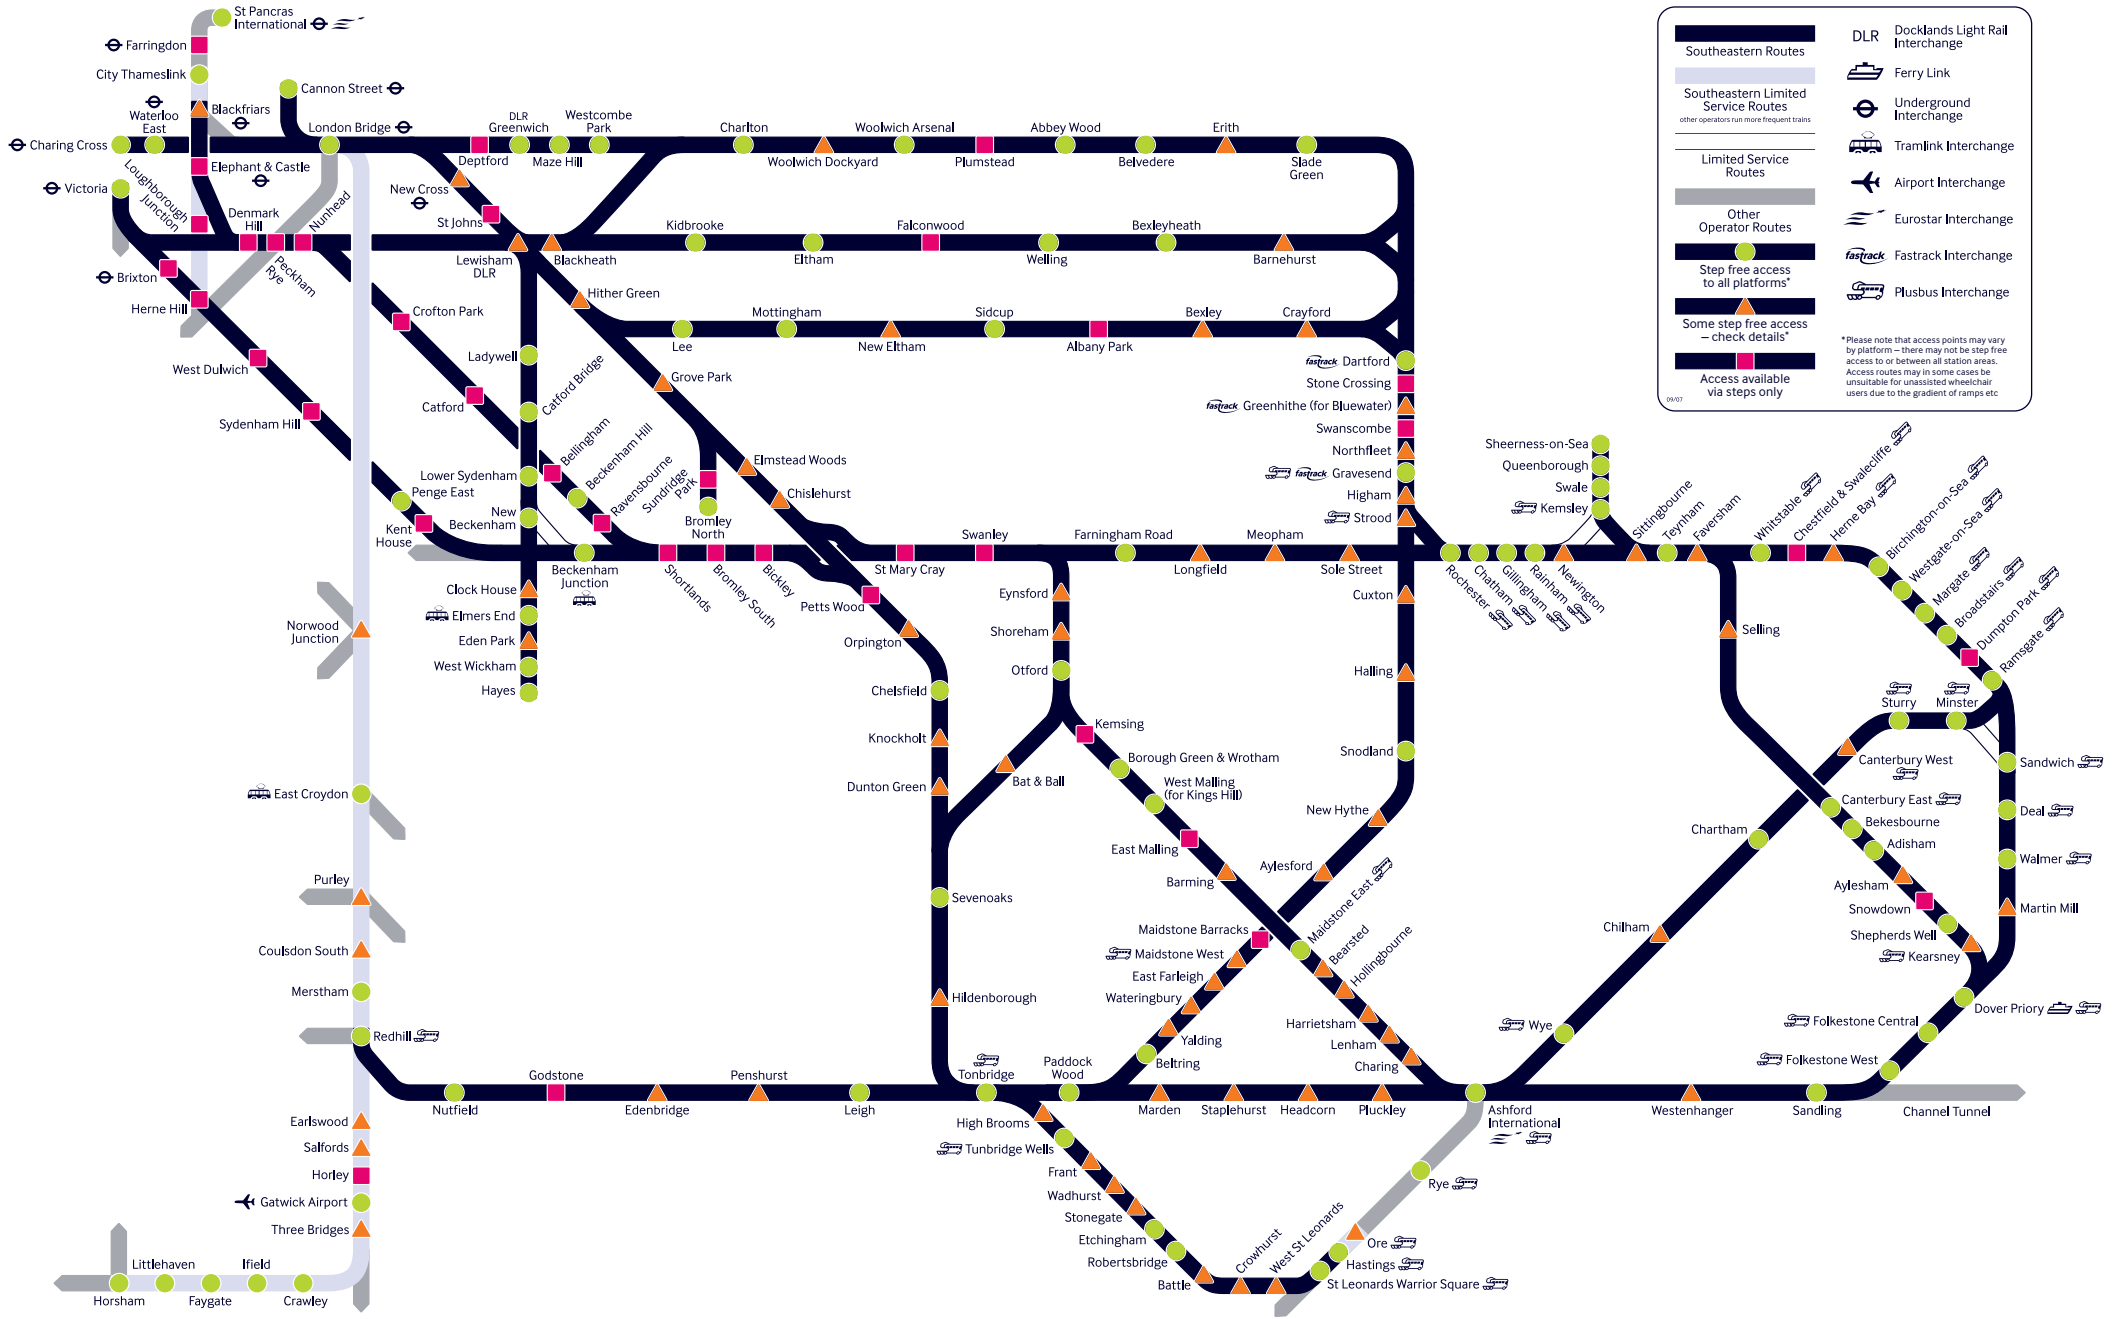 St Pancras
International
Farringdon
City Thameslink
Cannon Street
Blackfriars
Waterloo
East
London Bridge
Charing Cross
Elephant & Castle
Victoria
Loughborough
Junction
Denmark
Hill
Nunhead
Peckham
Rye
Brixton
Herne Hill
West Dulwich
Sydenham Hill
Penge East
Kent
House
Crofton Park
Catford
Bellingham
Beckenham Hill
Ravensbourne
Deptford
DLR
Greenwich
Maze Hill
Westcombe
Park
Charlton
Woolwich Dockyard
Woolwich Arsenal
Plumstead
Abbey Wood
Belvedere
Erith
Slade
Green
New Cross
St Johns
Lewisham
DLR
Blackheath
Kidbrooke
Eltham
Falconwood
Welling
Bexleyheath
Barnehurst
Hither Green
Lee
Mottingham
New Eltham
Sidcup
Albany Park
Bexley
Crayford
Ladywell
Catford Bridge
Lower Sydenham
New
Beckenham
Beckenham
Junction
Clock House
Elmers End
Eden Park
West Wickham
Hayes
Grove Park
Sundridge
Park
Bromley
North
Elmstead Woods
Chislehurst
Shortlands
Bromley South
Bickley
Petts Wood
Orpington
St Mary Cray
Swanley
Farningham Road
Longfield
Meopham
Sole Street
fastrack Dartford
Stone Crossing
fastrack Greenhithe (for Bluewater)
Swanscombe
Northfleet
fastrack Gravesend
Higham
Strood
Rochester
Chatham
Gillingham
Rainham
Newington
Sheerness-on-Sea
Queenborough
Swale
Kemsley
Sittingbourne
Teynham
Faversham
Whitstable
Chestfield & Swalecliffe
Herne Bay
Birchington-on-Sea
Westgate-on-Sea
Margate
Broadstairs
Dumpton Park
Ramsgate
Selling
Sturry
Minster
Canterbury West
Canterbury East
Bekesbourne
Adisham
Aylesham
Snowdown
Shepherds Well
Kearsney
Sandwich
Deal
Walmer
Martin Mill
Dover Priory
Folkestone Central
Folkestone West
Channel Tunnel
Sandling
Westenhanger
Chartham
Chilham
Wye
Ashford
International
Eynsford
Shoreham
Otford
Bat & Ball
Kemsing
Borough Green & Wrotham
West Malling
(for Kings Hill)
East Malling
Barming
Maidstone East
Bearsted
Hollingbourne
Harrietsham
Lenham
Charing
Cuxton
Halling
Snodland
New Hythe
Aylesford
Maidstone Barracks
Maidstone West
East Farleigh
Wateringbury
Yalding
Beltring
Chelsfield
Knockholt
Dunton Green
Sevenoaks
Hildenborough
Tonbridge
Paddock
Wood
Marden
Staplehurst
Headcorn
Pluckley
High Brooms
Tunbridge Wells
Frant
Wadhurst
Stonegate
Etchingham
Robertsbridge
Battle
Crowhurst
West St Leonards
St Leonards Warrior Square
Hastings
Ore
Rye
Norwood
Junction
East Croydon
Purley
Coulsdon South
Merstham
Redhill
Nutfield
Godstone
Edenbridge
Penshurst
Leigh
Earlswood
Salfords
Horley
Gatwick Airport
Three Bridges
Littlehaven
Ifield
Horsham
Faygate
Crawley
Southeastern Routes
Southeastern Limited
Service Routes
other operators run more frequent trains
Limited Service
Routes
Other
Operator Routes
Step free access
to all platforms*
Some step free access
– check details*
Access available
via steps only
09/07
DLR
Docklands Light Rail
Interchange
Ferry Link
Underground
Interchange
Tramlink Interchange
Airport Interchange
Eurostar Interchange
fastrack Fastrack Interchange
Plusbus Interchange
*Please note that access points may vary
by platform – there may not be step free
access to or between all station areas.
Access routes may in some cases be
unsuitable for unassisted wheelchair
users due to the gradient of ramps etc